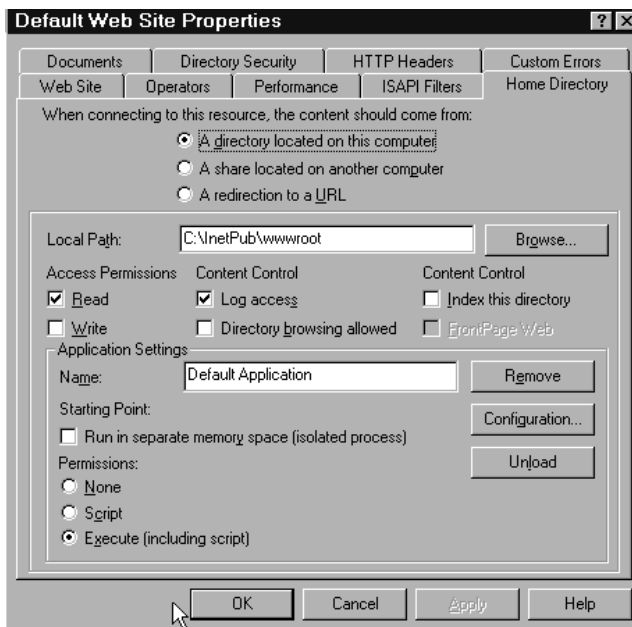 Default Web Site Properties
Documents Directory Security HTTP Headers Custom Errors
Web Site Operators Performance ISAPI Filters Home Directory
When connecting to this resource, the content should come from:
A directory located on this computer
A share located on another computer
A redirection to a URL
Local Path: C:\InetPub\wwwroot Browse...
Access Permissions Content Control Content Control
Read Log access Index this directory
Write Directory browsing allowed FrontPage Web
Application Settings
Name: Default Application Remove
Starting Point: Configuration...
Run in separate memory space (isolated process)
Permissions: Unload
None
Script
Execute (including script)
OK Cancel Apply Help